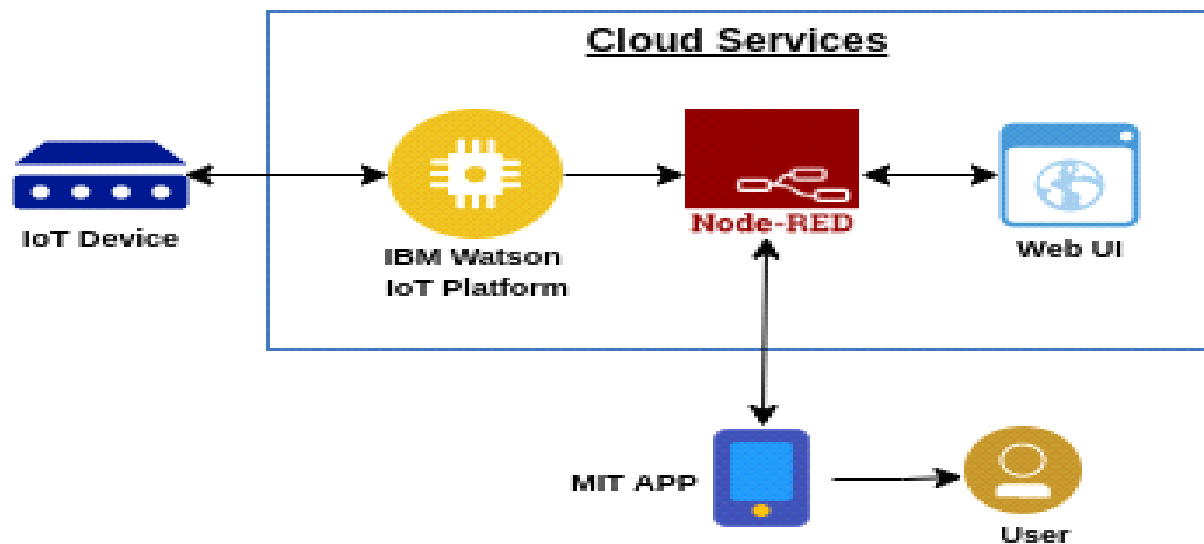 Cloud Services
IoT Device
IBM Watson
IoT Platform
Node-RED
Web UI
MIT APP
User